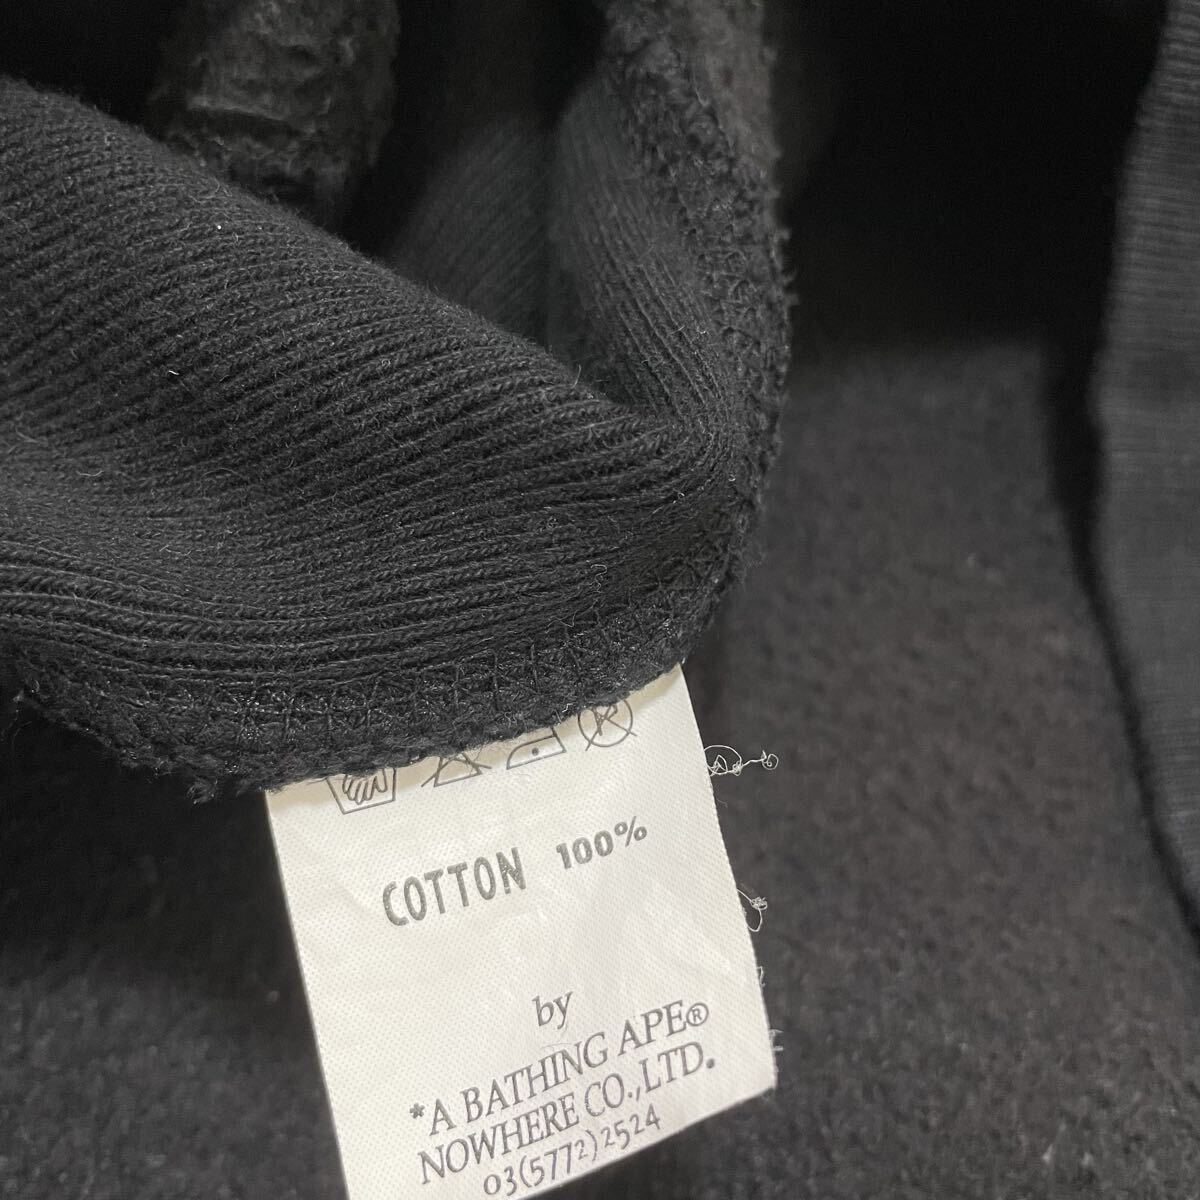 COTTON 100%
by
*A BATHING APE®
NOWHERE CO.,LTD.
03(5772)2524